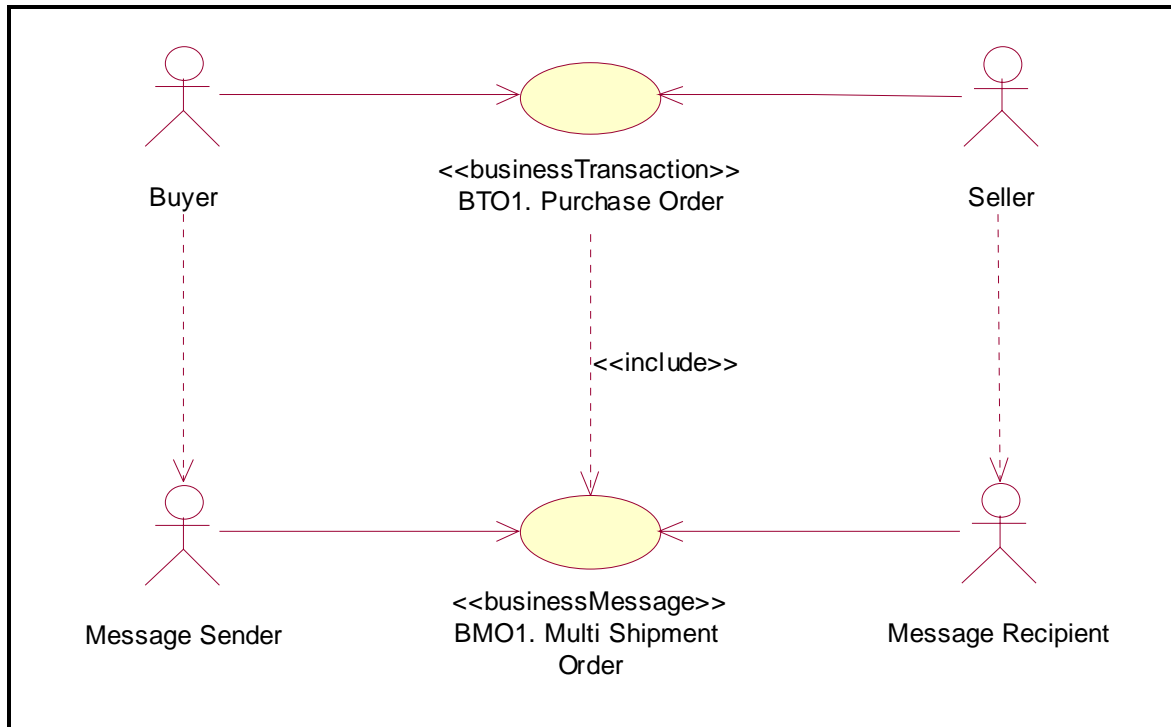 <<businessTransaction>>
BTO1. Purchase Order
Buyer
Seller
<<include>>
<<businessMessage>>
BMO1. Multi Shipment
Order
Message Sender
Message Recipient